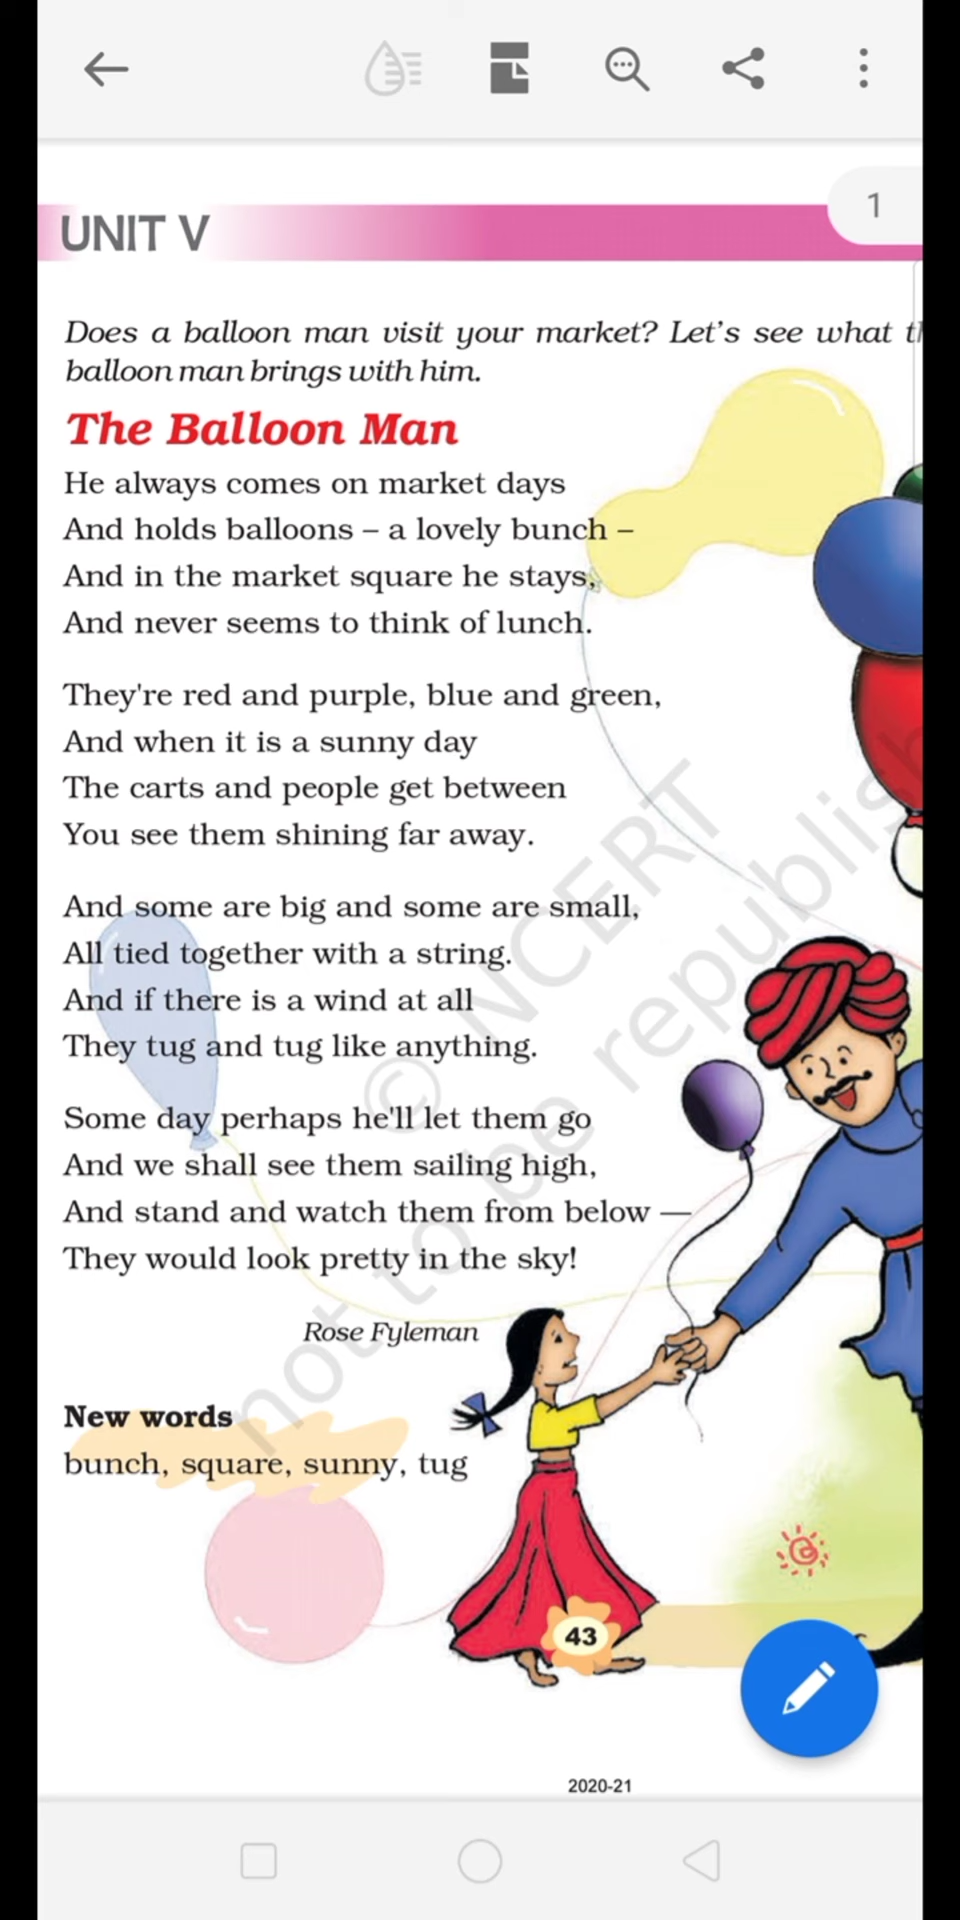 1
UNIT V
Does a balloon man visit your market? Let's see what
balloon man brings with him.
The Balloon Man
He always comes on market days
And holds balloons – a lovely bunch –
And in the market square he stays,
And never seems to think of lunch.
They're red and purple, blue and green,
And when it is a sunny day
The carts and people get between
You see them shining far away.
And some are big and some are small,
All tied together with a string.
And if there is a wind at all
They tug and tug like anything.
Some day perhaps he'll let them go
And we shall see them sailing high,
And stand and watch them from below —
They would look pretty in the sky!
Rose Fyleman
New words
bunch, square, sunny, tug
43
2020-21
© NCERT
not to be republish